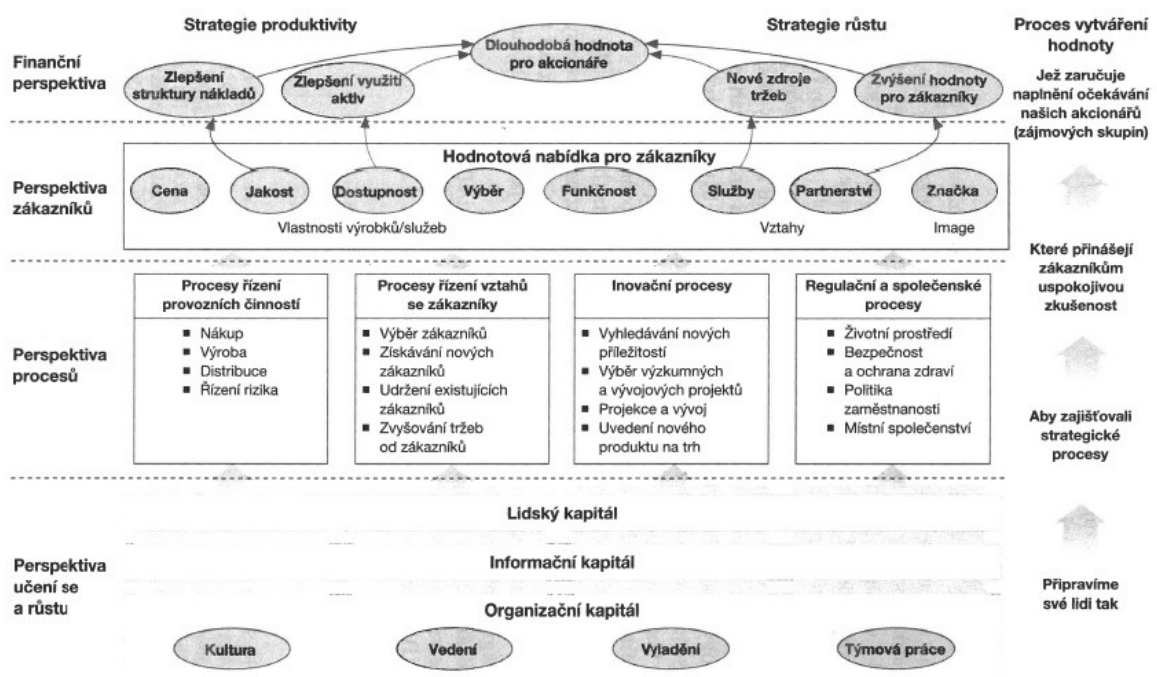 Strategie produktivity
Strategie růstu
Proces vytváření
hodnoty
Finanční
perspektiva
Dlouhodobá hodnota
pro akcionáře
Zlepšení
struktury nákladů
Zlepšení využití
aktiv
Nové zdroje
tržeb
Zvýšení hodnoty
pro zákazníky
Jež zaručuje
naplnění očekávání
našich akcionářů
(zájmových skupin)
Perspektiva
zákazníků
Hodnotová nabídka pro zákazníky
Cena
Jakost
Dostupnost
Výběr
Funkčnost
Služby
Partnerství
Značka
Vlastnosti výrobků/služeb
Vztahy
Image
Které přinášejí
zákazníkům
uspokojivou
zkušenost
Perspektiva
procesů
Procesy řízení
provozních činností
■ Nákup
■ Výroba
■ Distribuce
■ Řízení rizika
Procesy řízení vztahů
se zákazníky
■ Výběr zákazníků
■ Získávání nových
zákazníků
■ Udržení existujících
zákazníků
■ Zvyšování tržeb
od zákazníků
Inovační procesy
■ Vyhledávání nových
příležitostí
■ Výběr výzkumných
a vývojových projektů
■ Projekce a vývoj
■ Uvedení nového
produktu na trh
Regulační a společenské
procesy
■ Životní prostředí
■ Bezpečnost
a ochrana zdraví
■ Politika
zaměstnanosti
■ Místní společenství
Aby zajišťovali
strategické
procesy
Perspektiva
učení se
a růstu
Lidský kapitál
Informační kapitál
Organizační kapitál
Kultura
Vedení
Vyladění
Týmová práce
Připravíme
své lidi tak